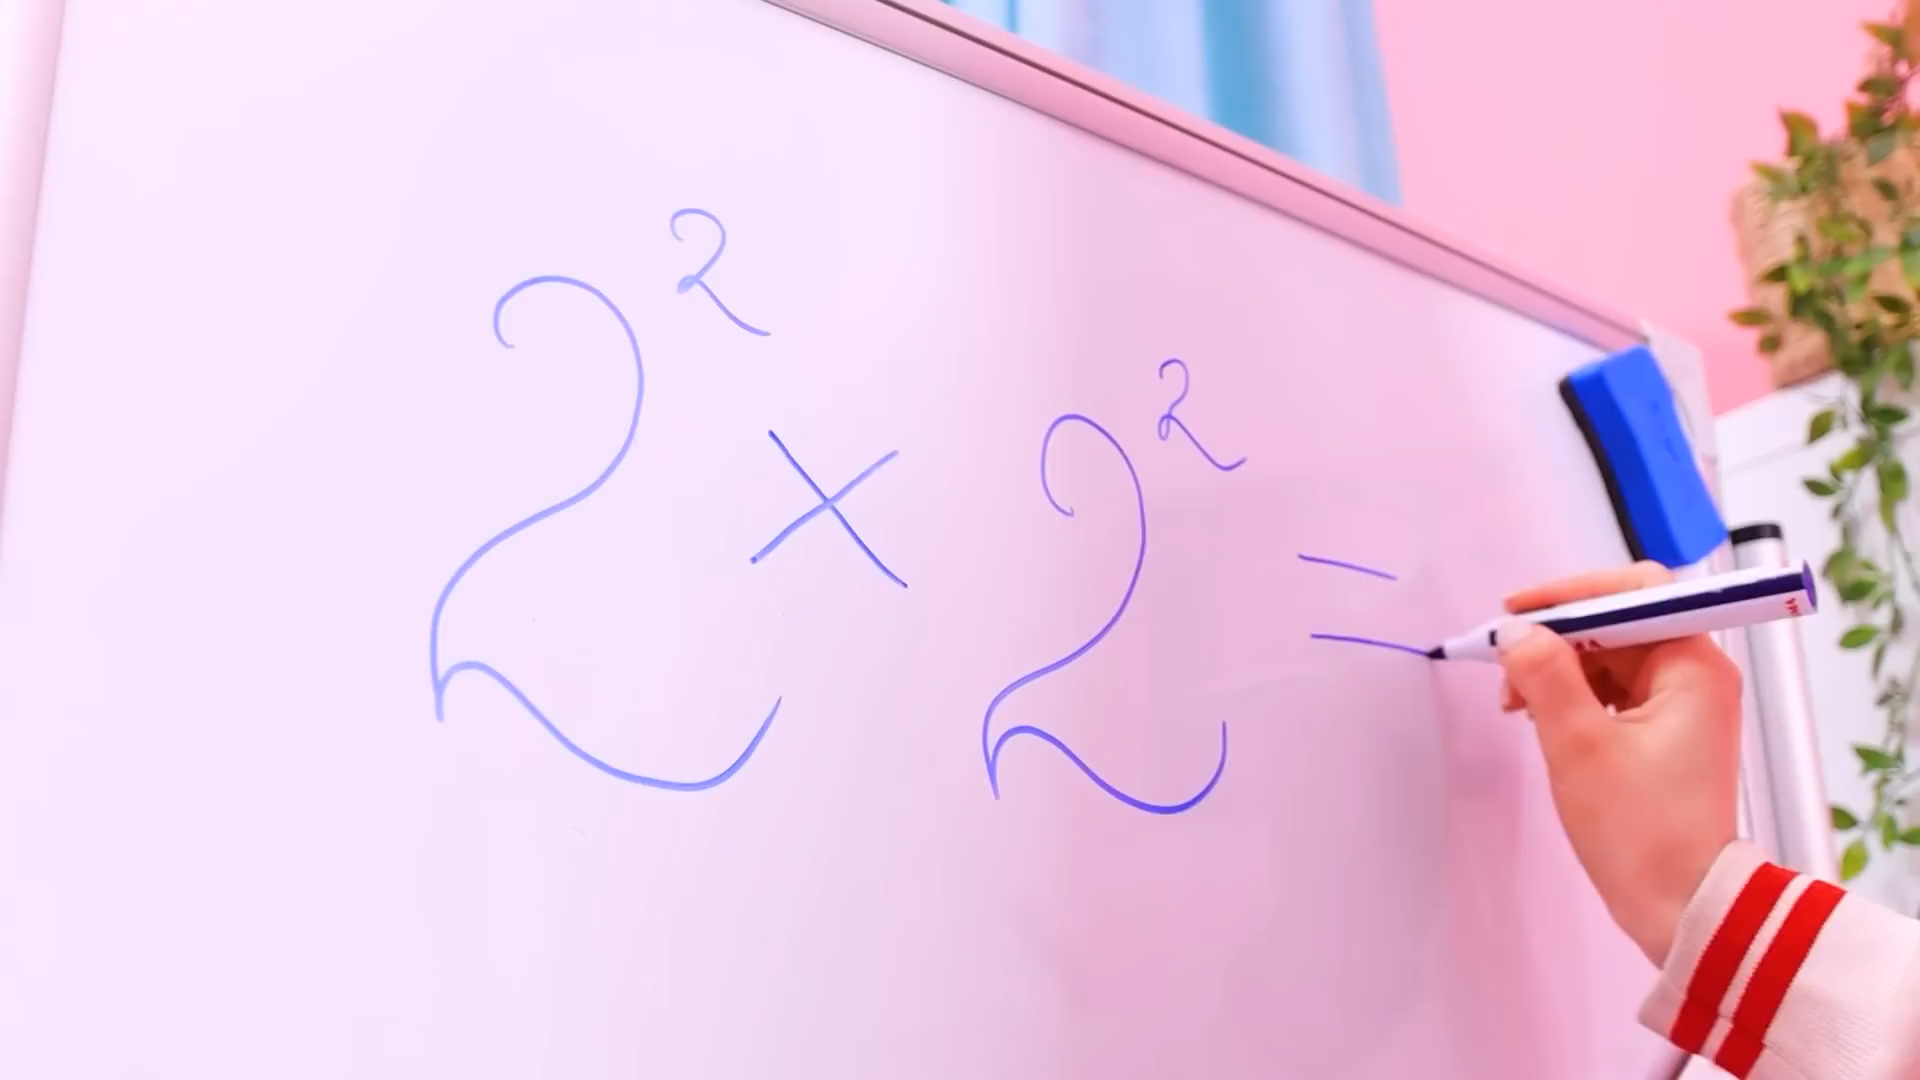 2² × 2² =